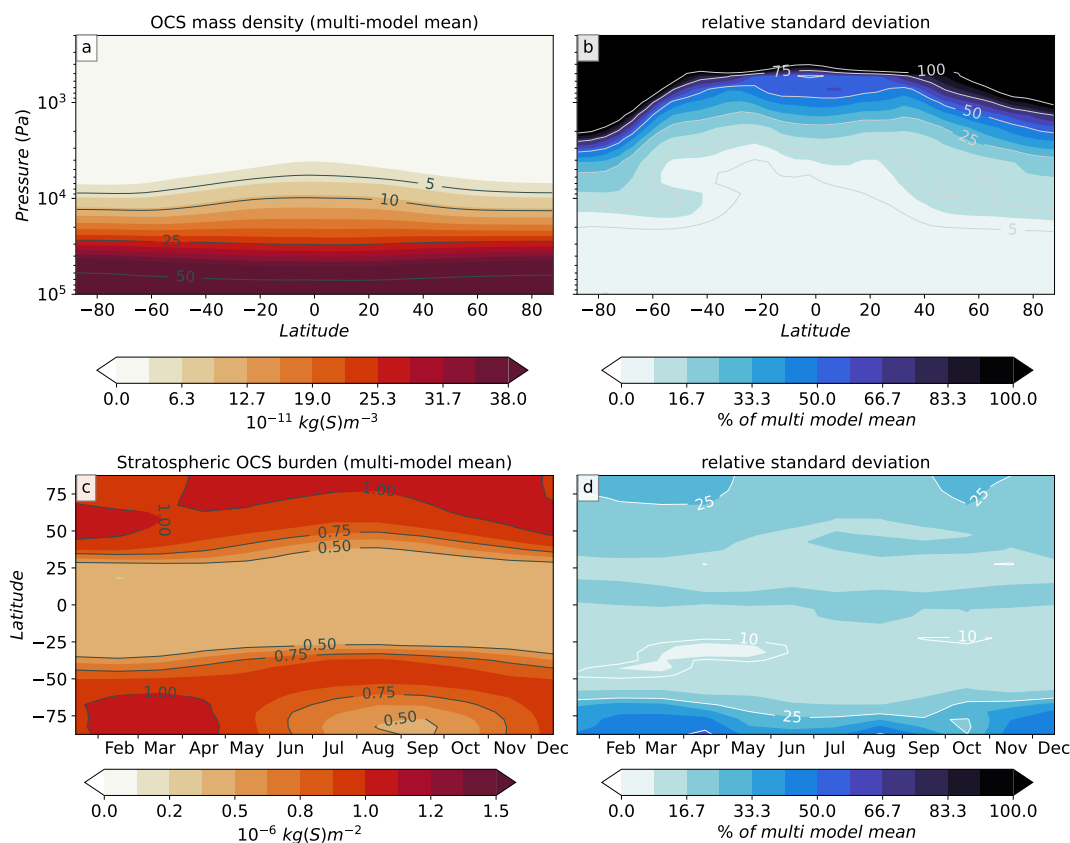 OCS mass density (multi-model mean)
a
5
10
25
50
10³
10⁴
10⁵
Pressure (Pa)
−80 −60 −40 −20 0 20 40 60 80
Latitude
0.0 6.3 12.7 19.0 25.3 31.7 38.0
10⁻¹¹ kg(S)m⁻³
relative standard deviation
b
75
100
50
25
5
−80 −60 −40 −20 0 20 40 60 80
Latitude
0.0 16.7 33.3 50.0 66.7 83.3 100.0
% of multi model mean
Stratospheric OCS burden (multi-model mean)
c
1.00
1.00
0.75
0.50
0.50
0.75
1.00
0.75
0.50
75
50
25
0
−25
−50
−75
Latitude
Feb Mar Apr May Jun Jul Aug Sep Oct Nov Dec
0.0 0.2 0.5 0.8 1.0 1.2 1.5
10⁻⁶ kg(S)m⁻²
relative standard deviation
d
25
25
10
10
25
Feb Mar Apr May Jun Jul Aug Sep Oct Nov Dec
0.0 16.7 33.3 50.0 66.7 83.3 100.0
% of multi model mean